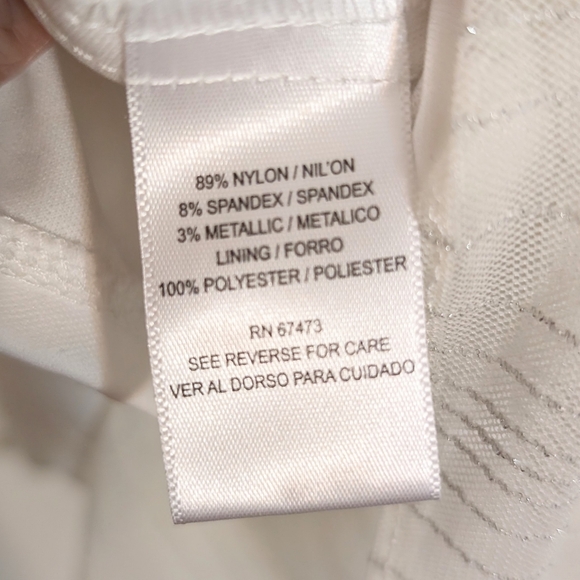 89% NYLON / NIL'ON
8% SPANDEX / SPANDEX
3% METALLIC / METALICO
LINING / FORRO
100% POLYESTER / POLIESTER
RN 67473
SEE REVERSE FOR CARE
VER AL DORSO PARA CUIDADO